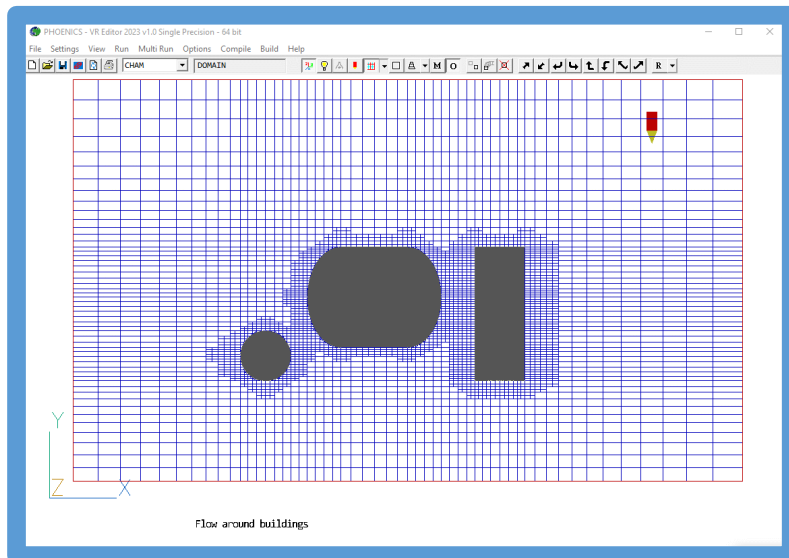 PHOENICS - VR Editor 2023 v1.0 Single Precision - 64 bit
File Settings View Run Multi Run Options Compile Build Help
CHAM DOMAIN M O R
Y
Z X
Flow around buildings